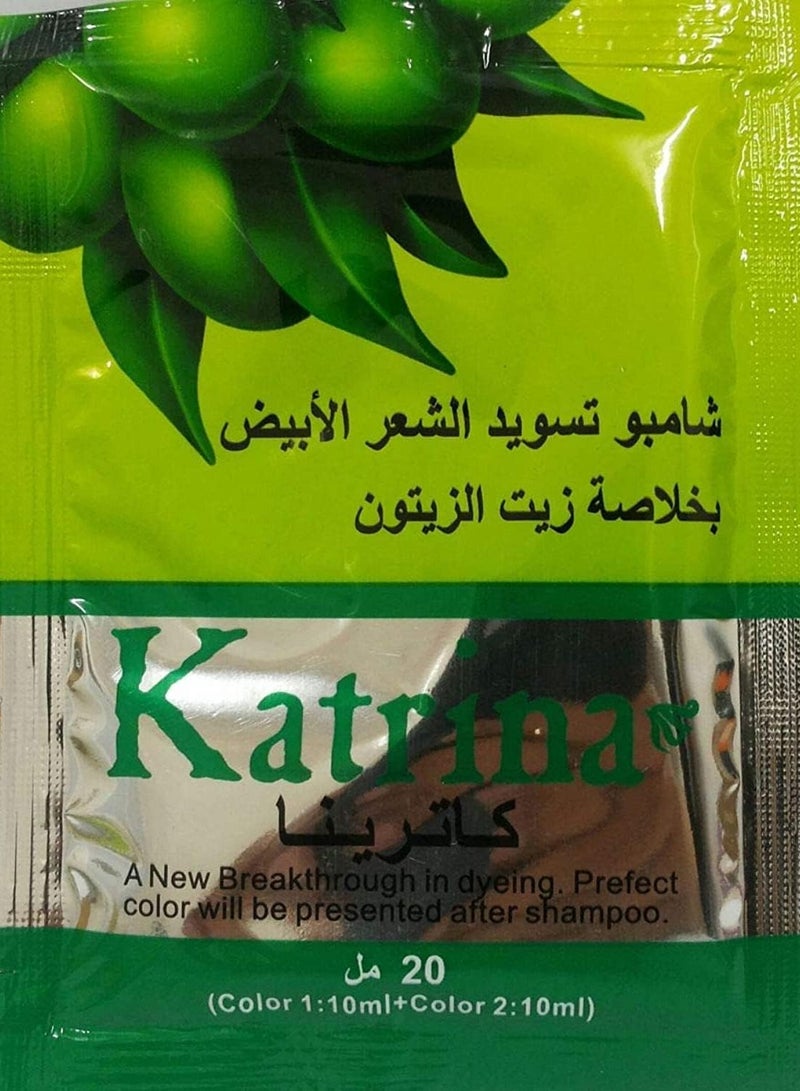 شامبو تسويد الشعر الأبيض
بخلاصة زيت الزيتون
Katrina
كاترينا
A New Breakthrough in dyeing. Prefect
color will be presented after shampoo.
20 مل
(Color 1:10ml+Color 2:10ml)